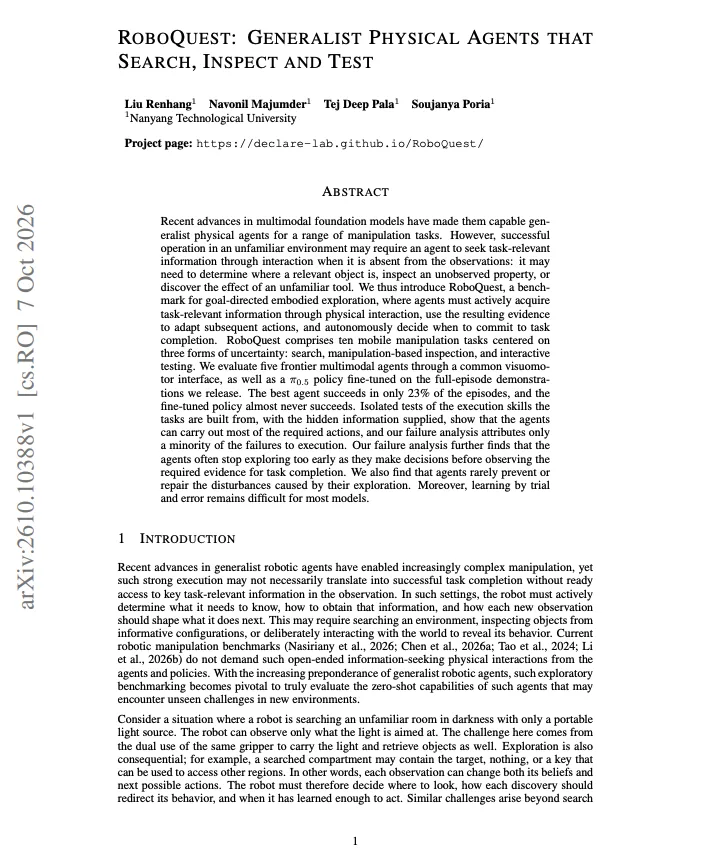 ROBOQUEST: GENERALIST PHYSICAL AGENTS THAT
SEARCH, INSPECT AND TEST
Liu Renhang¹ Navonil Majumder¹ Tej Deep Pala¹ Soujanya Poria¹
¹Nanyang Technological University
Project page: https://declare-lab.github.io/RoboQuest/
ABSTRACT
Recent advances in multimodal foundation models have made them capable gen-
eralist physical agents for a range of manipulation tasks. However, successful
operation in an unfamiliar environment may require an agent to seek task-relevant
information through interaction when it is absent from the observations: it may
need to determine where a relevant object is, inspect an unobserved property, or
discover the effect of an unfamiliar tool. We thus introduce RoboQuest, a bench-
mark for goal-directed embodied exploration, where agents must actively acquire
task-relevant information through physical interaction, use the resulting evidence
to adapt subsequent actions, and autonomously decide when to commit to task
completion. RoboQuest comprises ten mobile manipulation tasks centered on
three forms of uncertainty: search, manipulation-based inspection, and interactive
testing. We evaluate five frontier multimodal agents through a common visuomo-
tor interface, as well as a π0.5 policy fine-tuned on the full-episode demonstra-
tions we release. The best agent succeeds in only 23% of the episodes, and the
fine-tuned policy almost never succeeds. Isolated tests of the execution skills the
tasks are built from, with the hidden information supplied, show that the agents
can carry out most of the required actions, and our failure analysis attributes only
a minority of the failures to execution. Our failure analysis further finds that the
agents often stop exploring too early as they make decisions before observing the
required evidence for task completion. We also find that agents rarely prevent or
repair the disturbances caused by their exploration. Moreover, learning by trial
and error remains difficult for most models.
arXiv:2610.10388v1 [cs.RO] 7 Oct 2026
1 INTRODUCTION
Recent advances in generalist robotic agents have enabled increasingly complex manipulation, yet
such strong execution may not necessarily translate into successful task completion without ready
access to key task-relevant information in the observation. In such settings, the robot must actively
determine what it needs to know, how to obtain that information, and how each new observation
should shape what it does next. This may require searching an environment, inspecting objects from
informative configurations, or deliberately interacting with the world to reveal its behavior. Current
robotic manipulation benchmarks (Nasiriany et al., 2026; Chen et al., 2026a; Tao et al., 2024; Li
et al., 2026b) do not demand such open-ended information-seeking physical interactions from the
agents and policies. With the increasing preponderance of generalist robotic agents, such exploratory
benchmarking becomes pivotal to truly evaluate the zero-shot capabilities of such agents that may
encounter unseen challenges in new environments.
Consider a situation where a robot is searching an unfamiliar room in darkness with only a portable
light source. The robot can observe only what the light is aimed at. The challenge here comes from
the dual use of the same gripper to carry the light and retrieve objects as well. Exploration is also
consequential; for example, a searched compartment may contain the target, nothing, or a key that
can be used to access other regions. In other words, each observation can change both its beliefs and
next possible actions. The robot must therefore decide where to look, how each discovery should
redirect its behavior, and when it has learned enough to act. Similar challenges arise beyond search
1